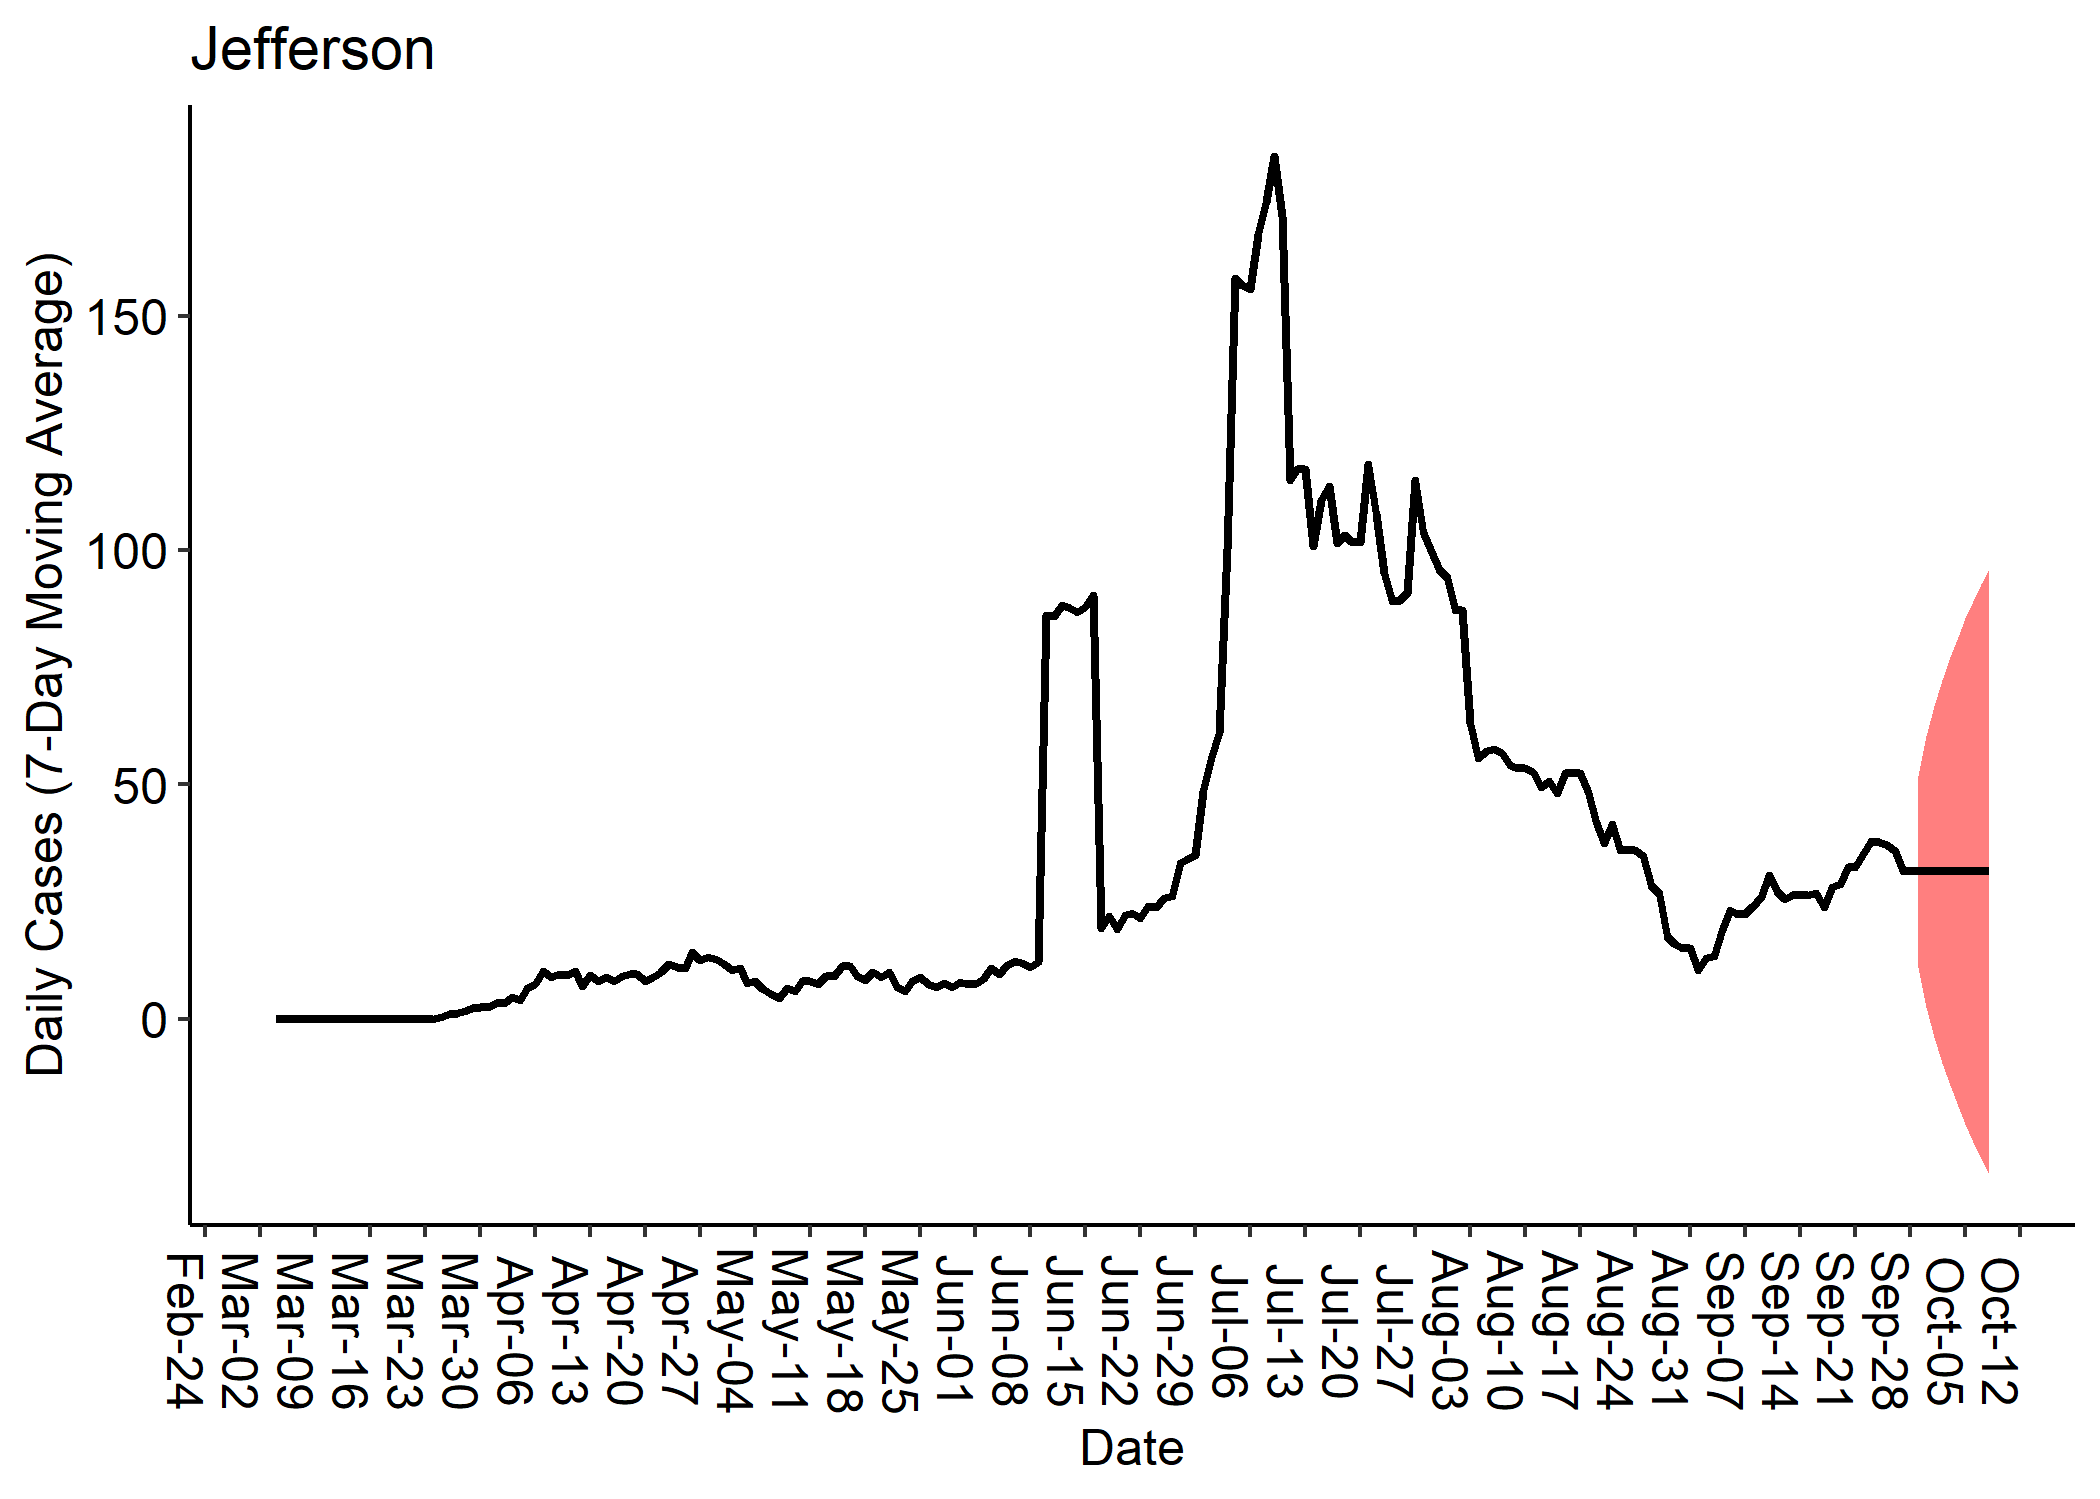 Jefferson
Daily Cases (7-Day Moving Average)
150
100
50
0
Feb-24
Mar-02
Mar-09
Mar-16
Mar-23
Mar-30
Apr-06
Apr-13
Apr-20
Apr-27
May-04
May-11
May-18
May-25
Jun-01
Jun-08
Jun-15
Jun-22
Jun-29
Jul-06
Jul-13
Jul-20
Jul-27
Aug-03
Aug-10
Aug-17
Aug-24
Aug-31
Sep-07
Sep-14
Sep-21
Sep-28
Oct-05
Oct-12
Date